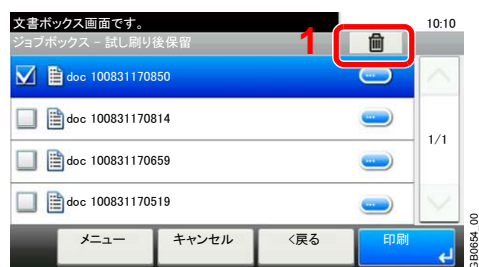 文書ボックス画面です。 10:10
ジョブボックス - 試し刷り後保留 1
doc 100831170850
doc 100831170814
1/1
doc 100831170659
doc 100831170519
メニュー キャンセル <戻る 印刷
GB0654_00